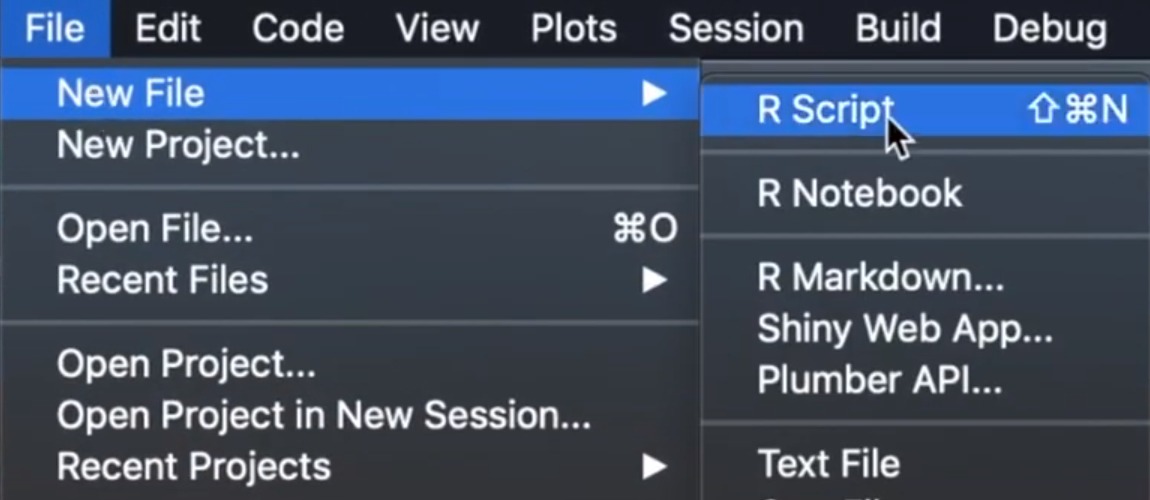 File Edit Code View Plots Session Build Debug
New File ▶
New Project...
Open File... ⌘O
Recent Files ▶
Open Project...
Open Project in New Session...
Recent Projects ▶
R Script ⇧⌘N
R Notebook
R Markdown...
Shiny Web App...
Plumber API...
Text File